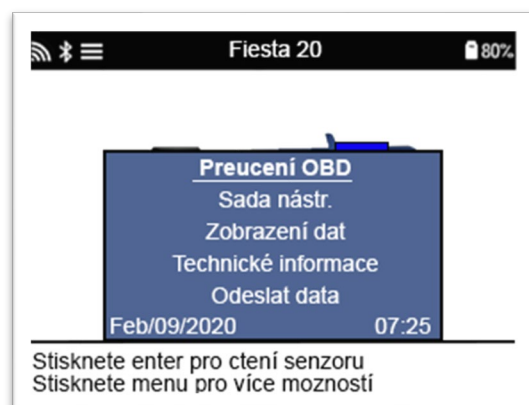 Fiesta 20 80%
Preucení OBD
Sada nástr.
Zobrazení dat
Technické informace
Odeslat data
Feb/09/2020 07:25
Stisknete enter pro ctení senzoru
Stisknete menu pro více mozností